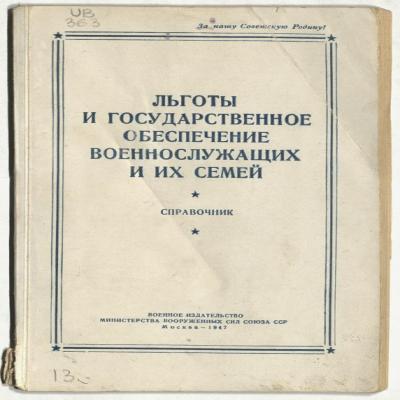 UB
363
За нашу Советскую Родину!
ЛЬГОТЫ
И ГОСУДАРСТВЕННОЕ
ОБЕСПЕЧЕНИЕ
ВОЕННОСЛУЖАЩИХ
И ИХ СЕМЕЙ
СПРАВОЧНИК
ВОЕННОЕ ИЗДАТЕЛЬСТВО
МИНИСТЕРСТВА ВООРУЖЕННЫХ СИЛ СОЮЗА ССР
Москва — 1947
13